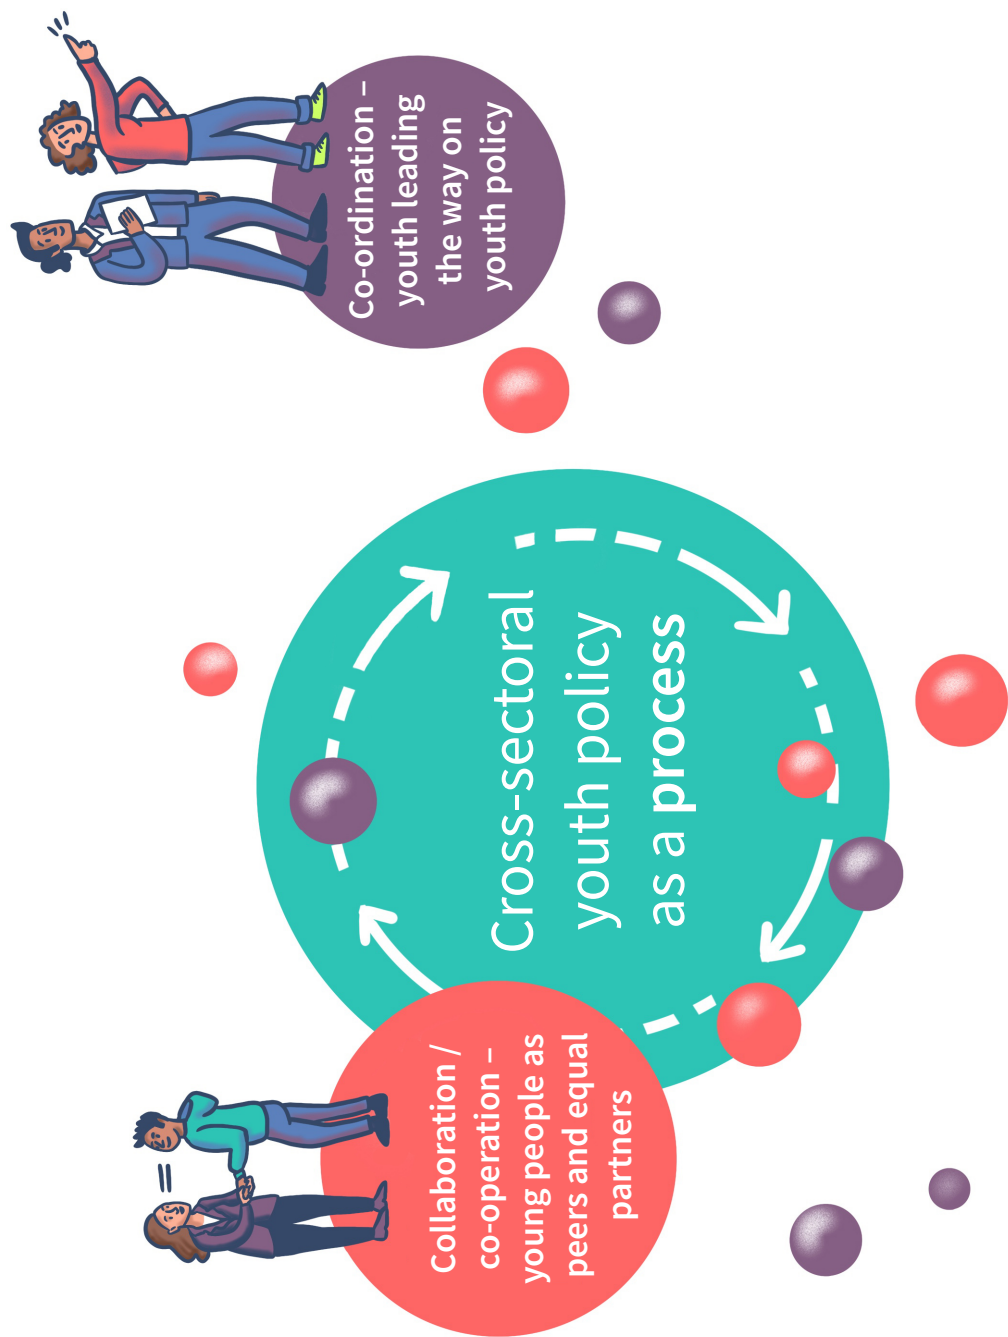 Collaboration /
co-operation –
young people as
peers and equal
partners
Cross-sectoral
youth policy
as a process
Co-ordination –
youth leading
the way on
youth policy